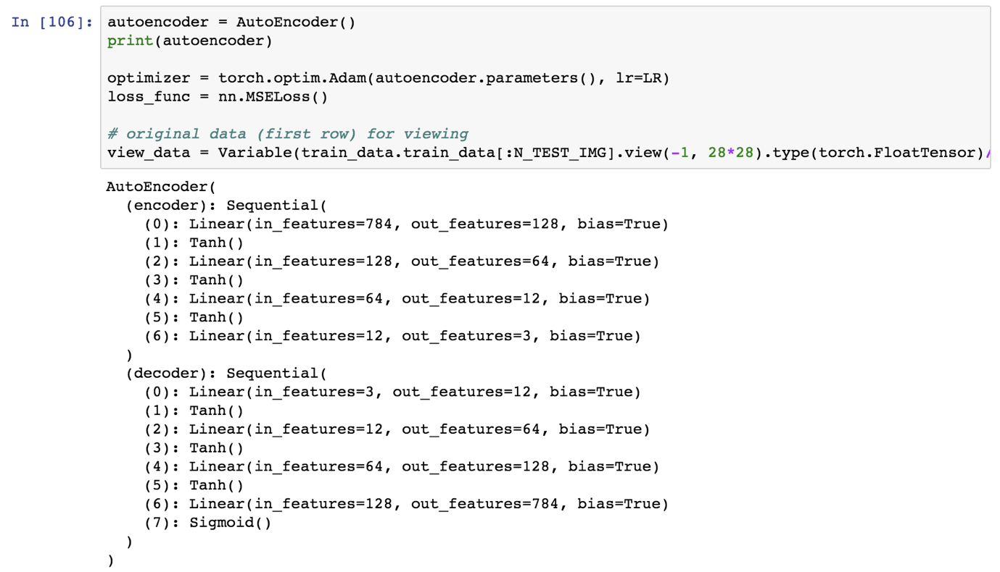 In [106]: autoencoder = AutoEncoder()
print(autoencoder)
optimizer = torch.optim.Adam(autoencoder.parameters(), lr=LR)
loss_func = nn.MSELoss()
# original data (first row) for viewing
view_data = Variable(train_data.train_data[:N_TEST_IMG].view(-1, 28*28).type(torch.FloatTensor)/
AutoEncoder(
  (encoder): Sequential(
    (0): Linear(in_features=784, out_features=128, bias=True)
    (1): Tanh()
    (2): Linear(in_features=128, out_features=64, bias=True)
    (3): Tanh()
    (4): Linear(in_features=64, out_features=12, bias=True)
    (5): Tanh()
    (6): Linear(in_features=12, out_features=3, bias=True)
  )
  (decoder): Sequential(
    (0): Linear(in_features=3, out_features=12, bias=True)
    (1): Tanh()
    (2): Linear(in_features=12, out_features=64, bias=True)
    (3): Tanh()
    (4): Linear(in_features=64, out_features=128, bias=True)
    (5): Tanh()
    (6): Linear(in_features=128, out_features=784, bias=True)
    (7): Sigmoid()
  )
)